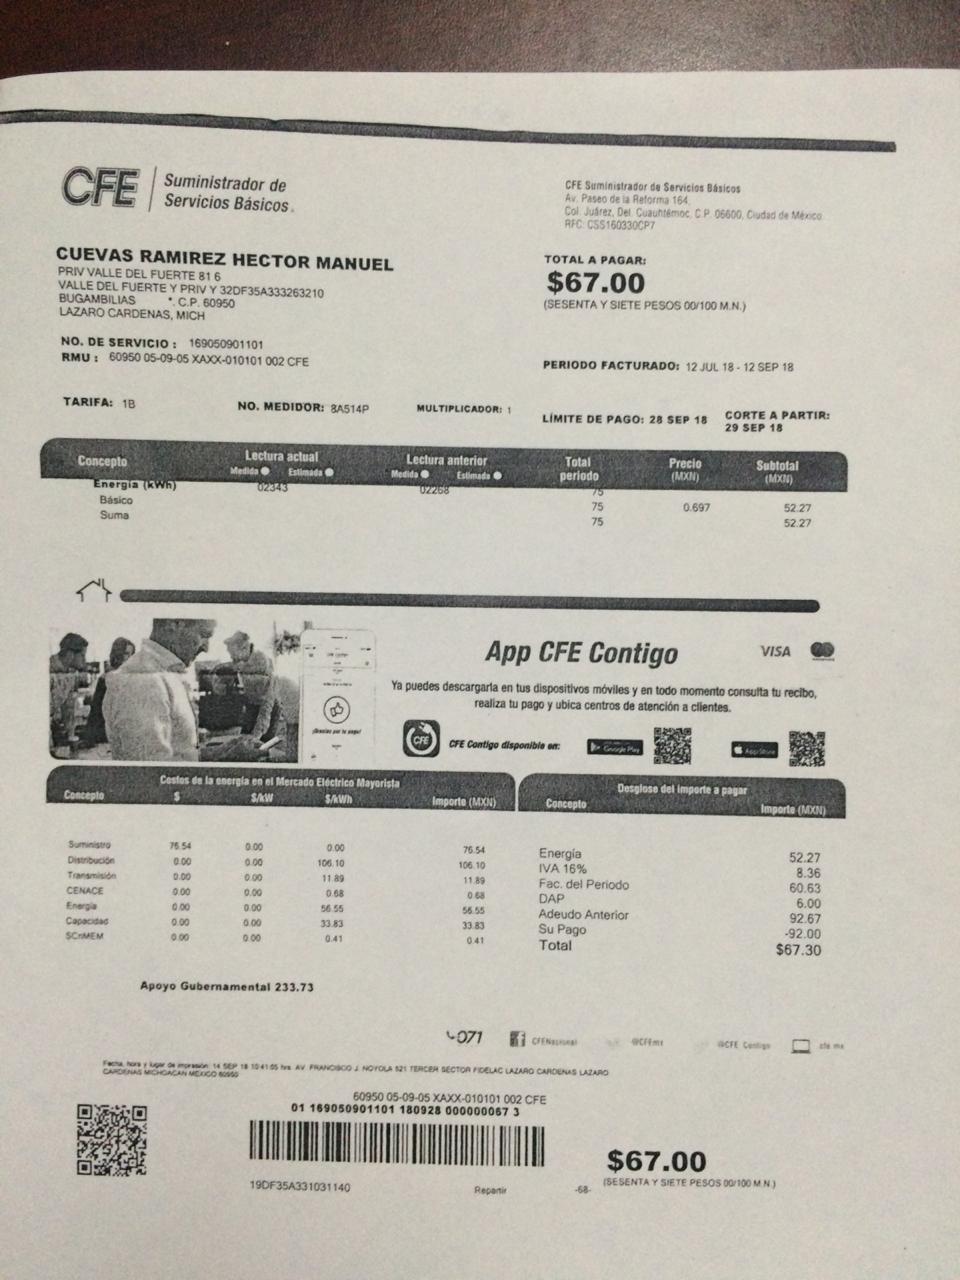 CFE Suministrador de
Servicios Básicos.
CFE Suministrador de Servicios Básicos
Av. Paseo de la Reforma 164,
Col. Juárez, Del. Cuauhtémoc, C.P. 06600, Ciudad de México.
RFC: CSS160330CP7
CUEVAS RAMIREZ HECTOR MANUEL
PRIV VALLE DEL FUERTE 81 6
VALLE DEL FUERTE Y PRIV Y 32DF35A333263210
BUGAMBILIAS *. C.P. 60950
LAZARO CARDENAS, MICH
TOTAL A PAGAR:
$67.00
(SESENTA Y SIETE PESOS 00/100 M.N.)
NO. DE SERVICIO : 169050901101
RMU : 60950 05-09-05 XAXX-010101 002 CFE
PERIODO FACTURADO: 12 JUL 18 - 12 SEP 18
TARIFA: 1B NO. MEDIDOR: 8A514P MULTIPLICADOR: 1
LÍMITE DE PAGO: 28 SEP 18 CORTE A PARTIR:
29 SEP 18
Concepto Lectura actual Lectura anterior Total periodo Precio (MXN) Subtotal (MXN)
Medida Estimada Medida Estimada
Energía (kWh) 02343 02268 75
Básico 75 0.697 52.27
Suma 75 52.27
App CFE Contigo VISA
Ya puedes descargarla en tus dispositivos móviles y en todo momento consulta tu recibo,
realiza tu pago y ubica centros de atención a clientes.
¡Gracias por tu pago!
CFE CFE Contigo disponible en: Google Play App Store
Costos de la energía en el Mercado Eléctrico Mayorista
Concepto $ $/kW $/kWh Importe (MXN)
Suministro 76.54 0.00 0.00 76.54
Distribución 0.00 0.00 106.10 106.10
Transmisión 0.00 0.00 11.89 11.89
CENACE 0.00 0.00 0.68 0.68
Energía 0.00 0.00 56.55 56.55
Capacidad 0.00 0.00 33.83 33.83
SCnMEM 0.00 0.00 0.41 0.41
Desglose del importe a pagar
Concepto Importe (MXN)
Energía 52.27
IVA 16% 8.36
Fac. del Periodo 60.63
DAP 6.00
Adeudo Anterior 92.67
Su Pago -92.00
Total $67.30
Apoyo Gubernamental 233.73
071 CFENacional @CFEmx @CFE Contigo cfe.mx
Fecha, hora y lugar de impresión: 14 SEP 18 10:41:55 hrs. AV. FRANCISCO J. NOYOLA 521 TERCER SECTOR FIDELAC LAZARO CARDENAS LAZARO
CARDENAS MICHOACAN MEXICO 60950
60950 05-09-05 XAXX-010101 002 CFE
01 169050901101 180928 000000067 3
19DF35A331031140 Repartir -68-
$67.00
(SESENTA Y SIETE PESOS 00/100 M.N.)